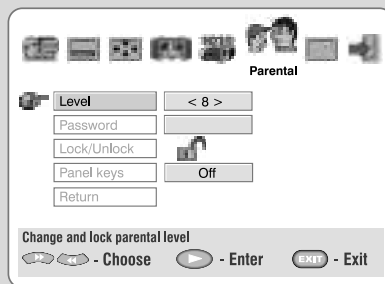 Parental
Level < 8 >
Password
Lock/Unlock
Panel keys Off
Return
Change and lock parental level
- Choose - Enter EXIT - Exit